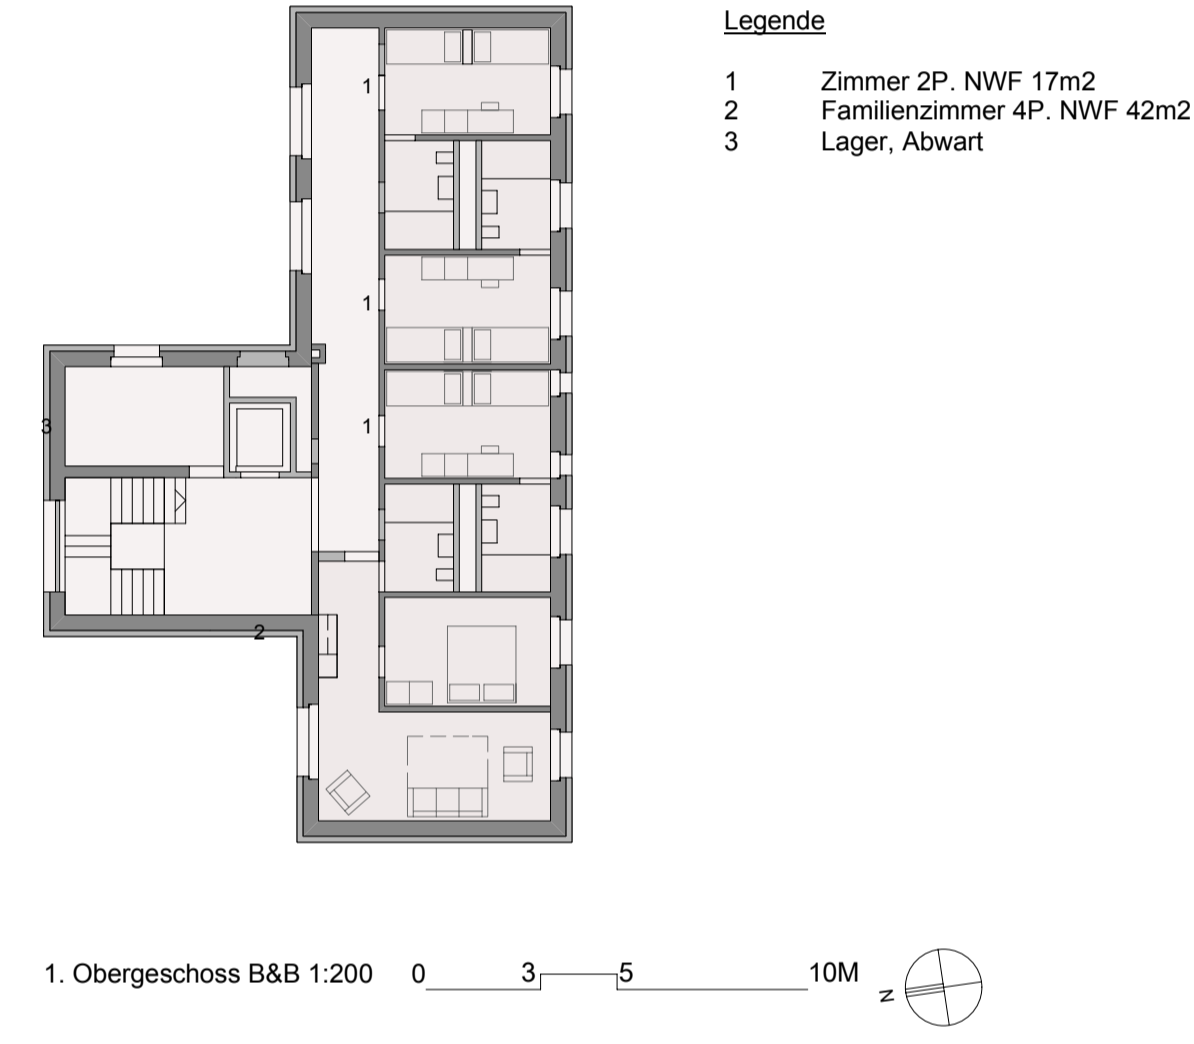 Legende
1 Zimmer 2P. NWF 17m2
2 Familienzimmer 4P. NWF 42m2
3 Lager, Abwart
1
1
1
3
2
1. Obergeschoss B&B 1:200 0 3 5 10M
N